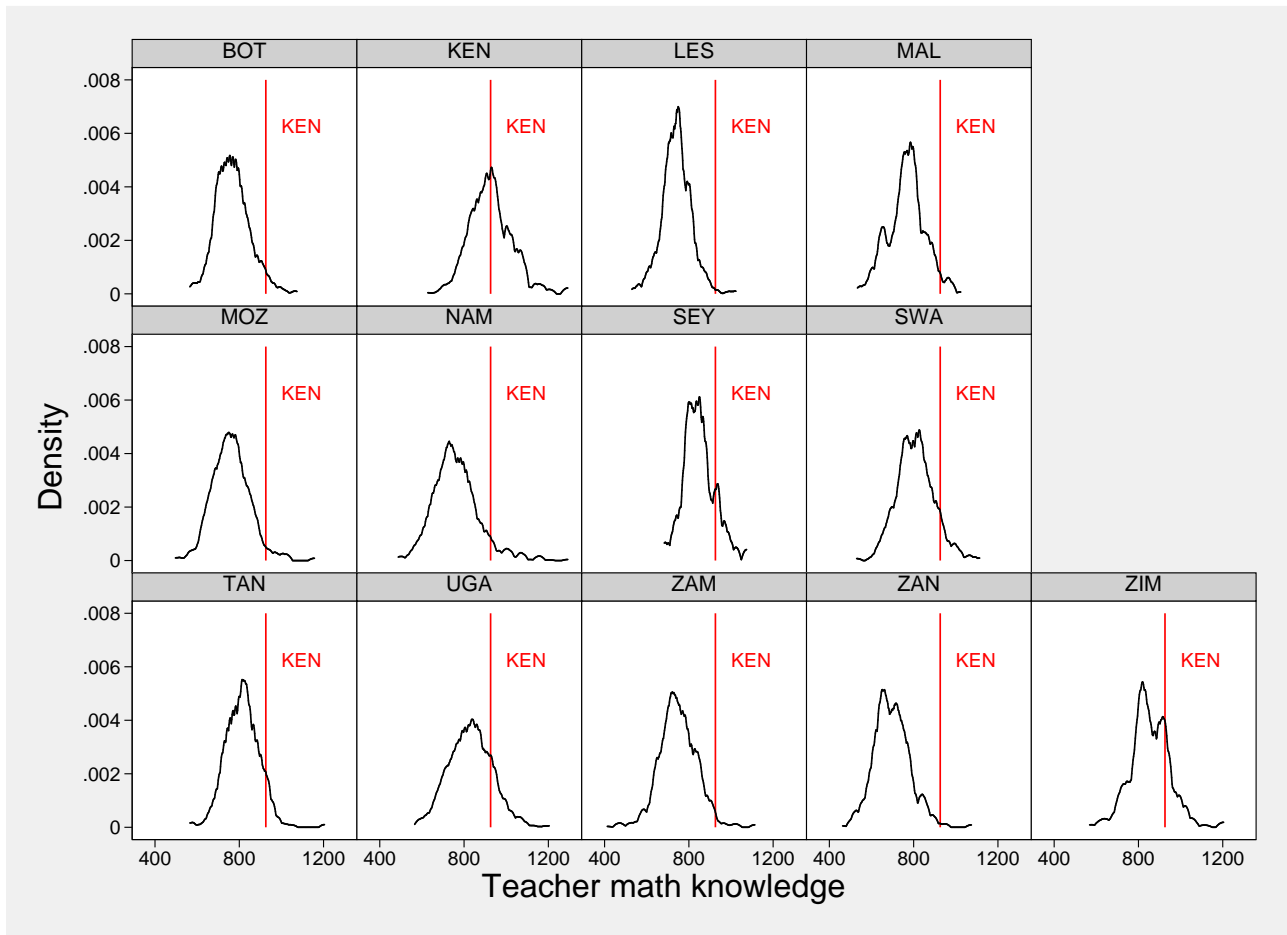 BOT KEN LES MAL
.008
.006
.004
.002
0
KEN KEN KEN KEN
MOZ NAM SEY SWA
.008
.006
.004
.002
0
KEN KEN KEN KEN
TAN UGA ZAM ZAN ZIM
.008
.006
.004
.002
0
KEN KEN KEN KEN KEN
400 800 1200 400 800 1200 400 800 1200 400 800 1200 400 800 1200
Density
Teacher math knowledge